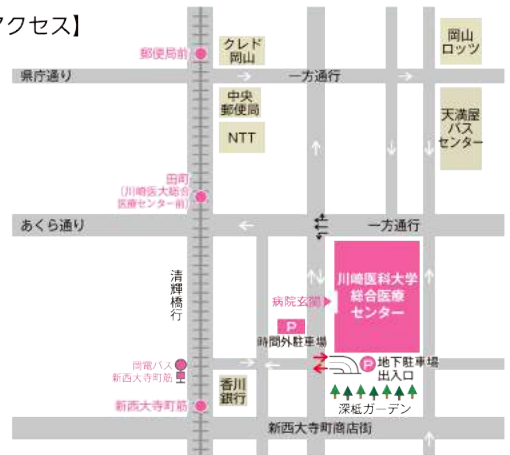 アクセス】
郵便局前
クレド
岡山
岡山
ロッツ
県庁通り
一方通行
中央
郵便局
NTT
天満屋
バス
センター
田町
(川崎医大総合
医療センター前)
あくら通り
一方通行
清輝橋行
川崎医科大学
総合医療
センター
病院玄関
P
時間外駐車場
岡電バス
新西大寺町筋
P
地下駐車場
出入口
香川
銀行
深柢ガーデン
新西大寺町筋
新西大寺町商店街